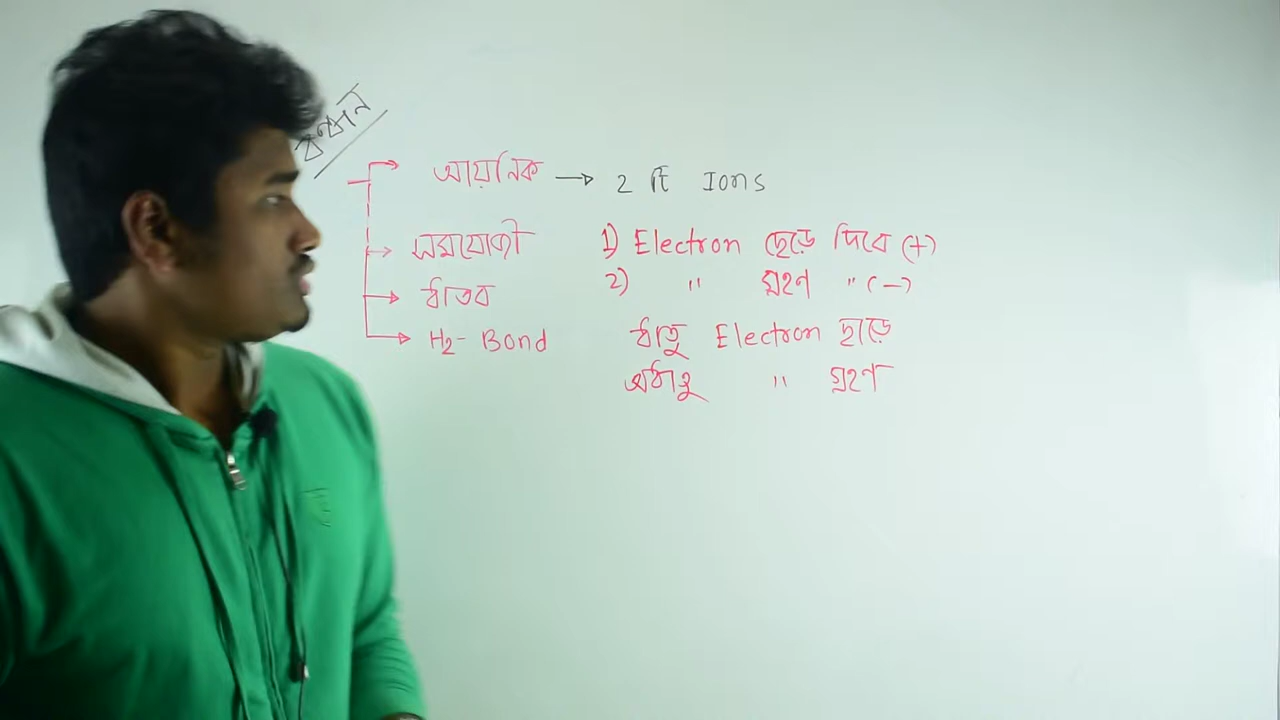 বন্ধন
আয়নিক → 2 টি Ions
সমযোজী
ধাতব
H2- Bond
1) Electron ছেড়ে দিবে (+)
2) " গ্রহণ " (-)
ধাতু Electron ছাড়ে
অধাতু " গ্রহণ